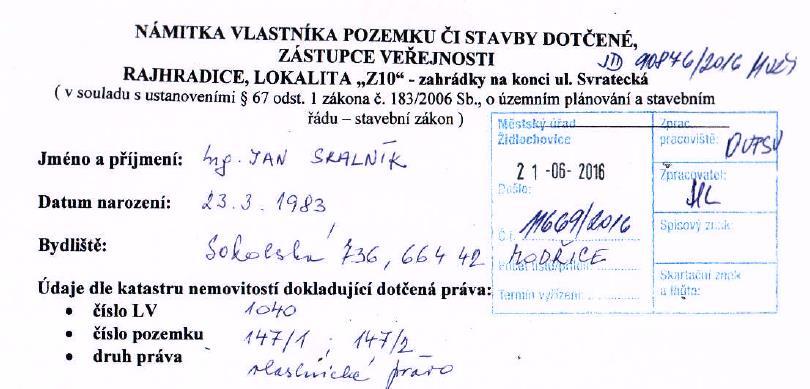 NÁMITKA VLASTNÍKA POZEMKU ČI STAVBY DOTČENÉ,
ZÁSTUPCE VEŘEJNOSTI
JID 90846/2016 MUZI
RAJHRADICE, LOKALITA „Z10“ - zahrádky na konci ul. Svratecká
( v souladu s ustanoveními § 67 odst. 1 zákona č. 183/2006 Sb., o územním plánování a stavebním
řádu – stavební zákon )
Městský úřad
Židlochovice
21 -06- 2016
Došlo:
Č.j. 11669/2016
Termín vyřízení:
Zprac.
pracoviště: OÚPSÚ
Zpracovatel:
Spisový znak:
Skartační znak
a lhůta:
Jméno a příjmení: Ing. JAN SKALNÍK
Datum narození: 23.3.1983
Bydliště: Sokolská 736, 664 42 MODŘICE
Údaje dle katastru nemovitostí dokladující dotčená práva:
• číslo LV 1040
• číslo pozemku 147/1 ; 147/2
• druh práva vlastnické právo